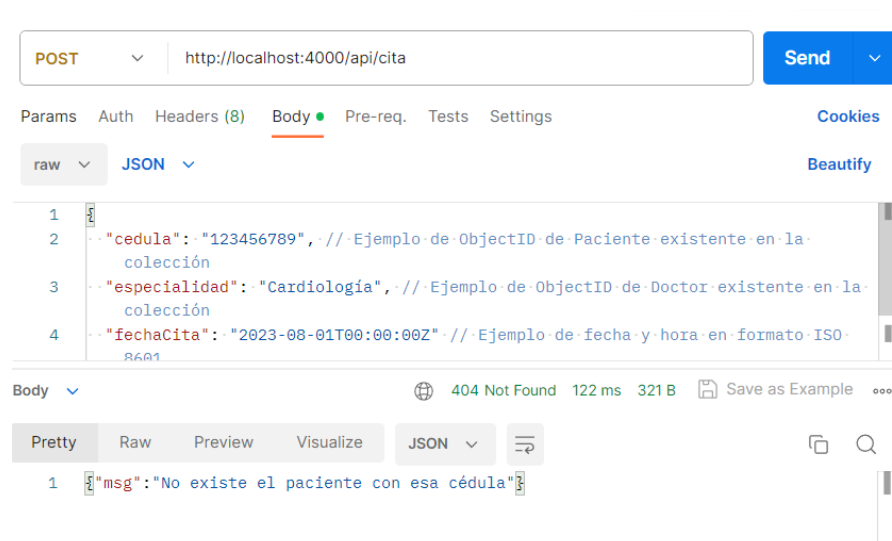 POST http://localhost:4000/api/cita Send
Params Auth Headers (8) Body Pre-req. Tests Settings Cookies
raw JSON Beautify
1 {
2 "cedula": "123456789", // Ejemplo de ObjectID de Paciente existente en la
colección
3 "especialidad": "Cardiología", // Ejemplo de ObjectID de Doctor existente en la
colección
4 "fechaCita": "2023-08-01T00:00:00Z" // Ejemplo de fecha y hora en formato ISO
8601
Body 404 Not Found 122 ms 321 B Save as Example
Pretty Raw Preview Visualize JSON
1 {"msg":"No existe el paciente con esa cédula"}